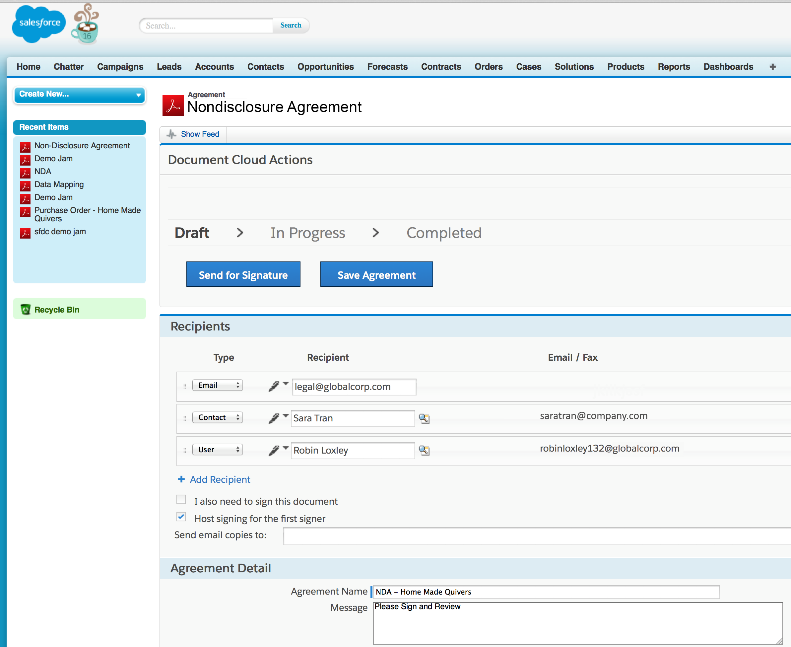 salesforce
16
Search...
Search
Home Chatter Campaigns Leads Accounts Contacts Opportunities Forecasts Contracts Orders Cases Solutions Products Reports Dashboards +
Create New...
Recent Items
Non-Disclosure Agreement
Demo Jam
NDA
Data Mapping
Demo Jam
Purchase Order - Home Made
Quivers
sfdc demo jam
Recycle Bin
Agreement
Nondisclosure Agreement
Show Feed
Document Cloud Actions
Draft > In Progress > Completed
Send for Signature Save Agreement
Recipients
Type Recipient Email / Fax
Email legal@globalcorp.com
Contact Sara Tran saratran@company.com
User Robin Loxley robinloxley132@globalcorp.com
+ Add Recipient
I also need to sign this document
Host signing for the first signer
Send email copies to:
Agreement Detail
Agreement Name NDA – Home Made Quivers
Message Please Sign and Review